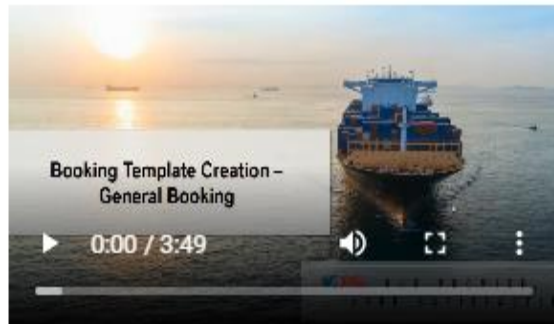 Booking Template Creation –
General Booking
0:00 / 3:49